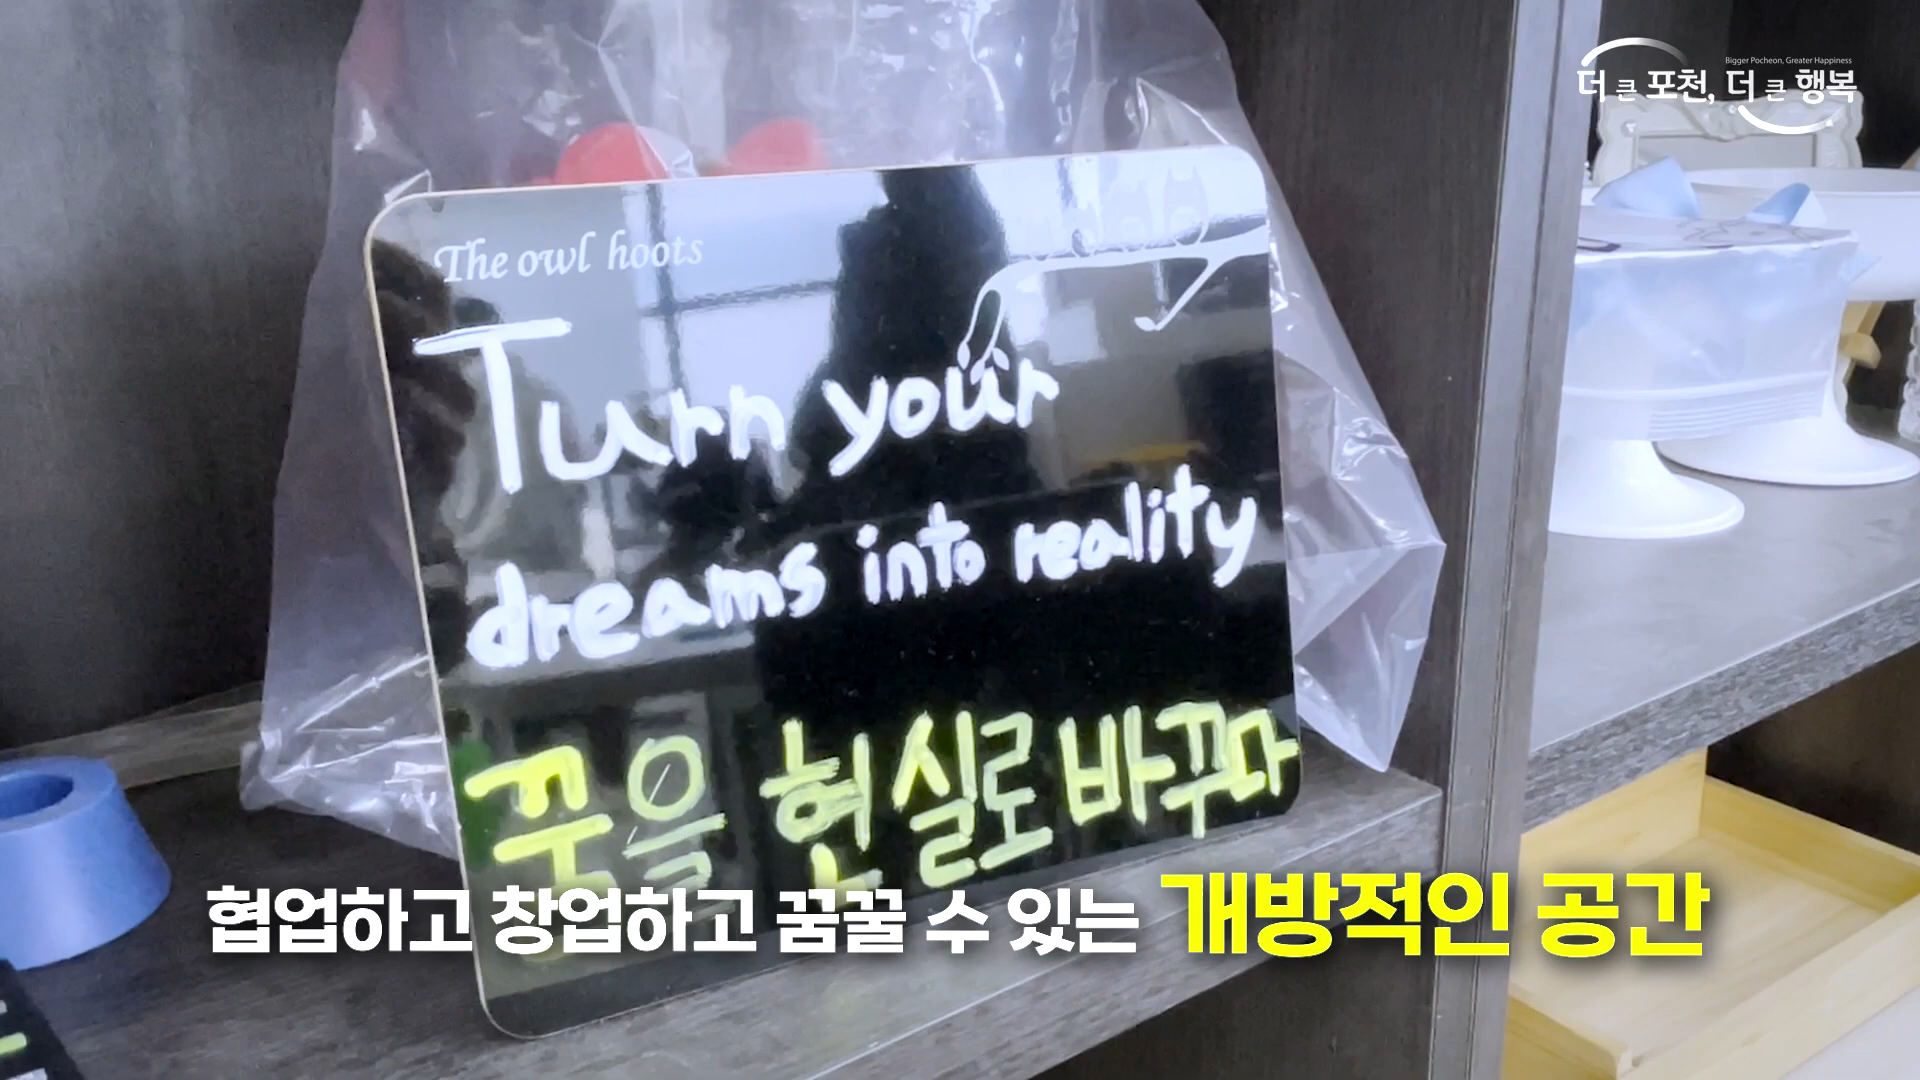 Bigger Pocheon, Greater Happiness
더 큰 포천, 더 큰 행복
The owl hoots
Turn your
dreams into reality
꿈을 현실로 바꾸다
협업하고 창업하고 꿈꿀 수 있는 개방적인 공간